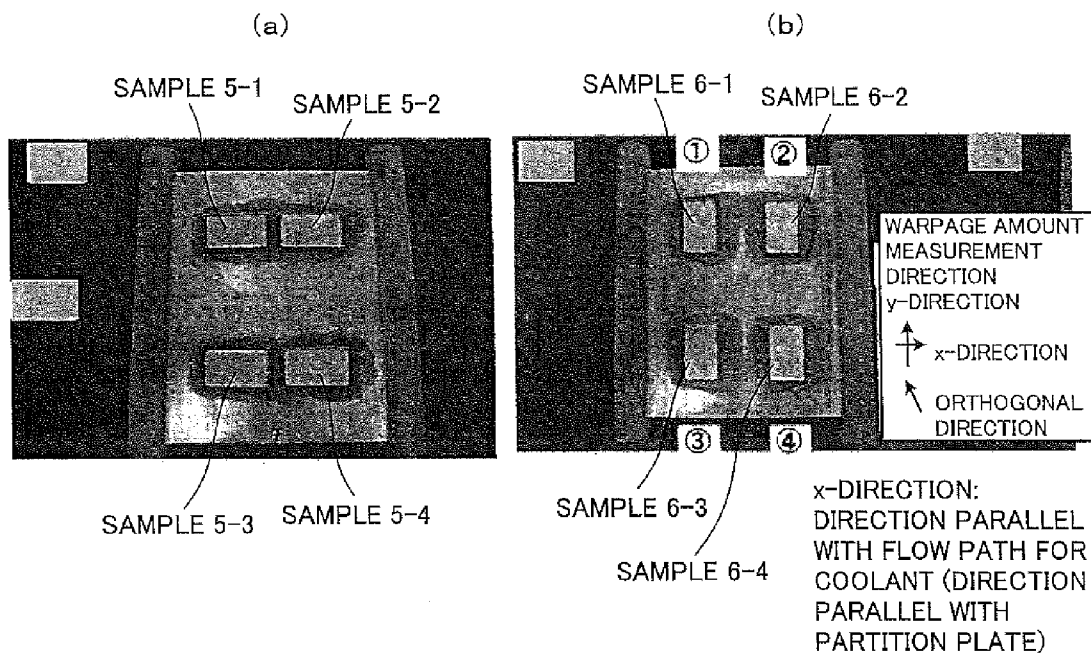 (a)
(b)
SAMPLE 5-1
SAMPLE 5-2
SAMPLE 6-1
SAMPLE 6-2
①
②
WARPAGE AMOUNT
MEASUREMENT
DIRECTION
y-DIRECTION
x-DIRECTION
ORTHOGONAL
DIRECTION
③
④
SAMPLE 5-3
SAMPLE 5-4
SAMPLE 6-3
SAMPLE 6-4
x-DIRECTION:
DIRECTION PARALLEL
WITH FLOW PATH FOR
COOLANT (DIRECTION
PARALLEL WITH
PARTITION PLATE)